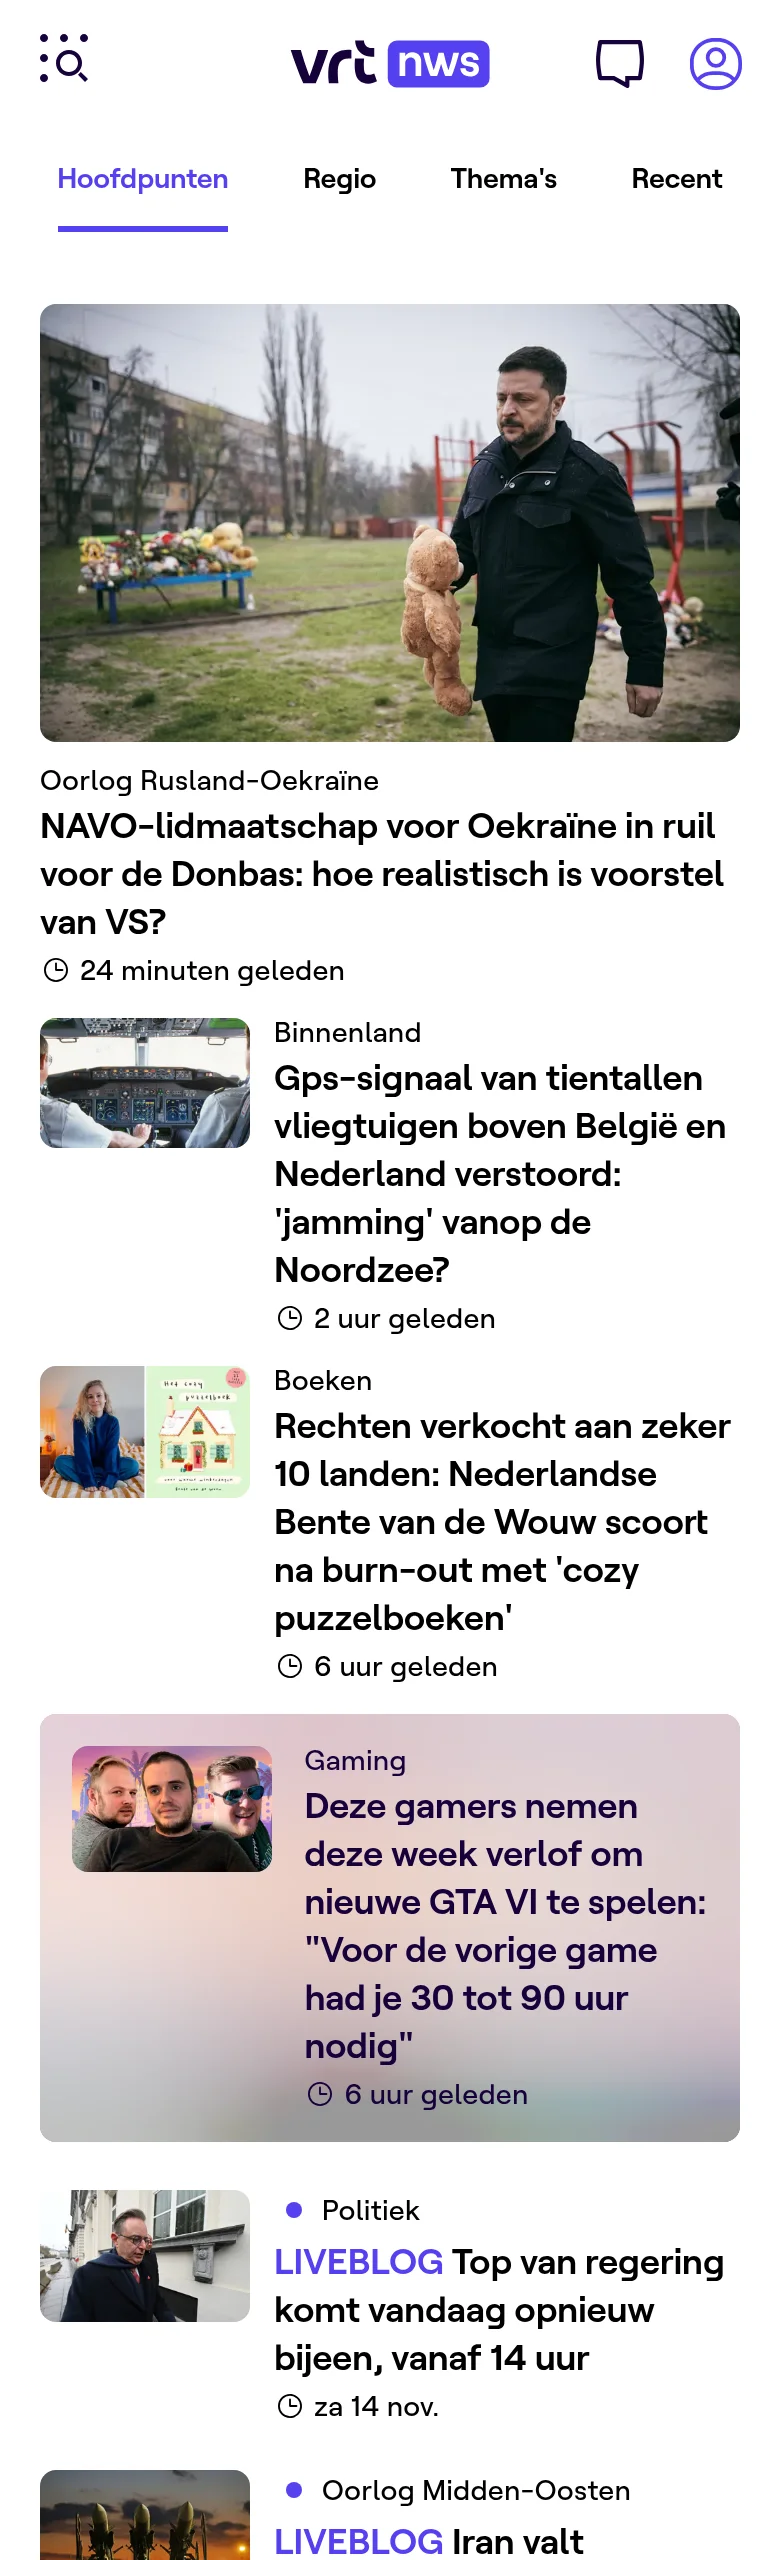 vrt nws
Hoofdpunten Regio Thema's Recent
Oorlog Rusland-Oekraïne
NAVO-lidmaatschap voor Oekraïne in ruil
voor de Donbas: hoe realistisch is voorstel
van VS?
24 minuten geleden
Binnenland
Gps-signaal van tientallen
vliegtuigen boven België en
Nederland verstoord:
'jamming' vanop de
Noordzee?
2 uur geleden
Het cozy
puzzelboek
Boeken
Rechten verkocht aan zeker
10 landen: Nederlandse
Bente van de Wouw scoort
na burn-out met 'cozy
puzzelboeken'
6 uur geleden
Gaming
Deze gamers nemen
deze week verlof om
nieuwe GTA VI te spelen:
"Voor de vorige game
had je 30 tot 90 uur
nodig"
6 uur geleden
Politiek
LIVEBLOG Top van regering
komt vandaag opnieuw
bijeen, vanaf 14 uur
za 14 nov.
Oorlog Midden-Oosten
LIVEBLOG Iran valt